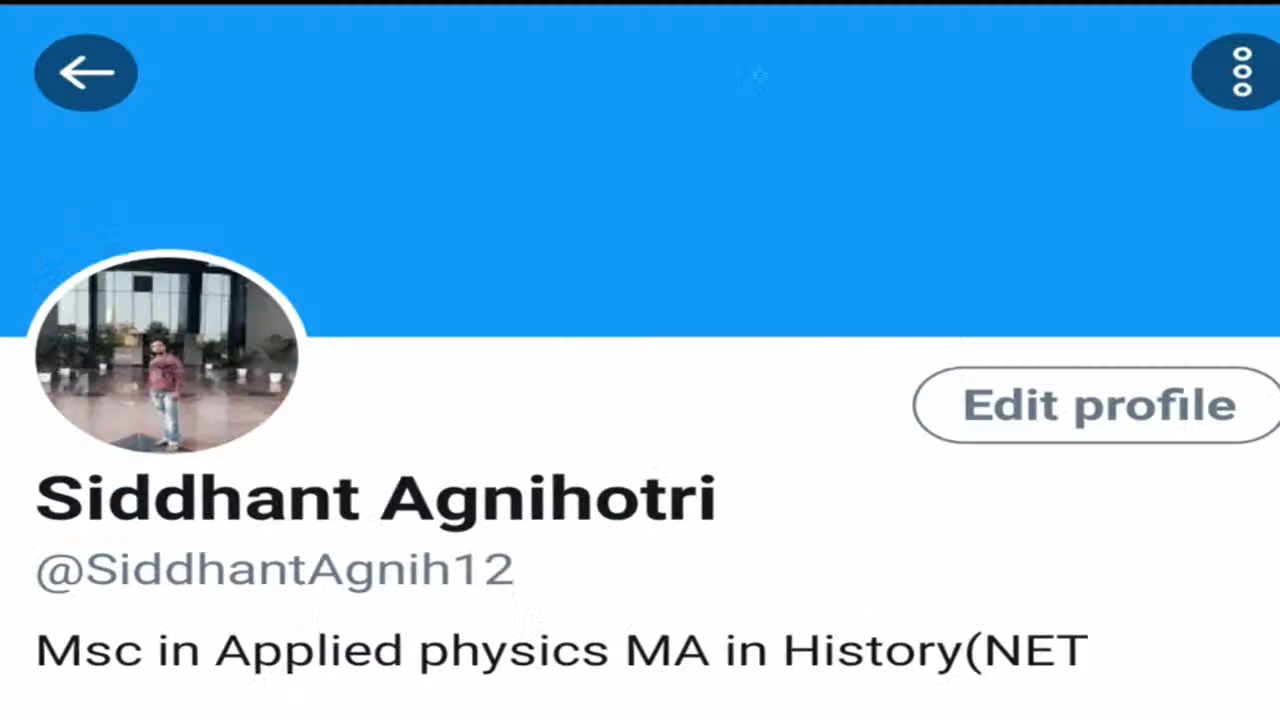 Edit profile
Siddhant Agnihotri
@SiddhantAgnih12
Msc in Applied physics MA in History(NET